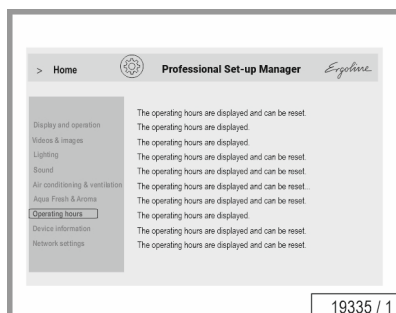 > Home
Professional Set-up Manager
Ergoline
Display and operation
Videos & images
Lighting
Sound
Air conditioning & ventilation
Aqua Fresh & Aroma
Operating hours
Device information
Network settings
The operating hours are displayed and can be reset.
The operating hours are displayed.
The operating hours are displayed.
The operating hours are displayed and can be reset.
The operating hours are displayed and can be reset.
The operating hours are displayed and can be reset...
The operating hours are displayed and can be reset.
The operating hours are displayed.
The operating hours are displayed and can be reset.
The operating hours are displayed and can be reset.
19335 / 1